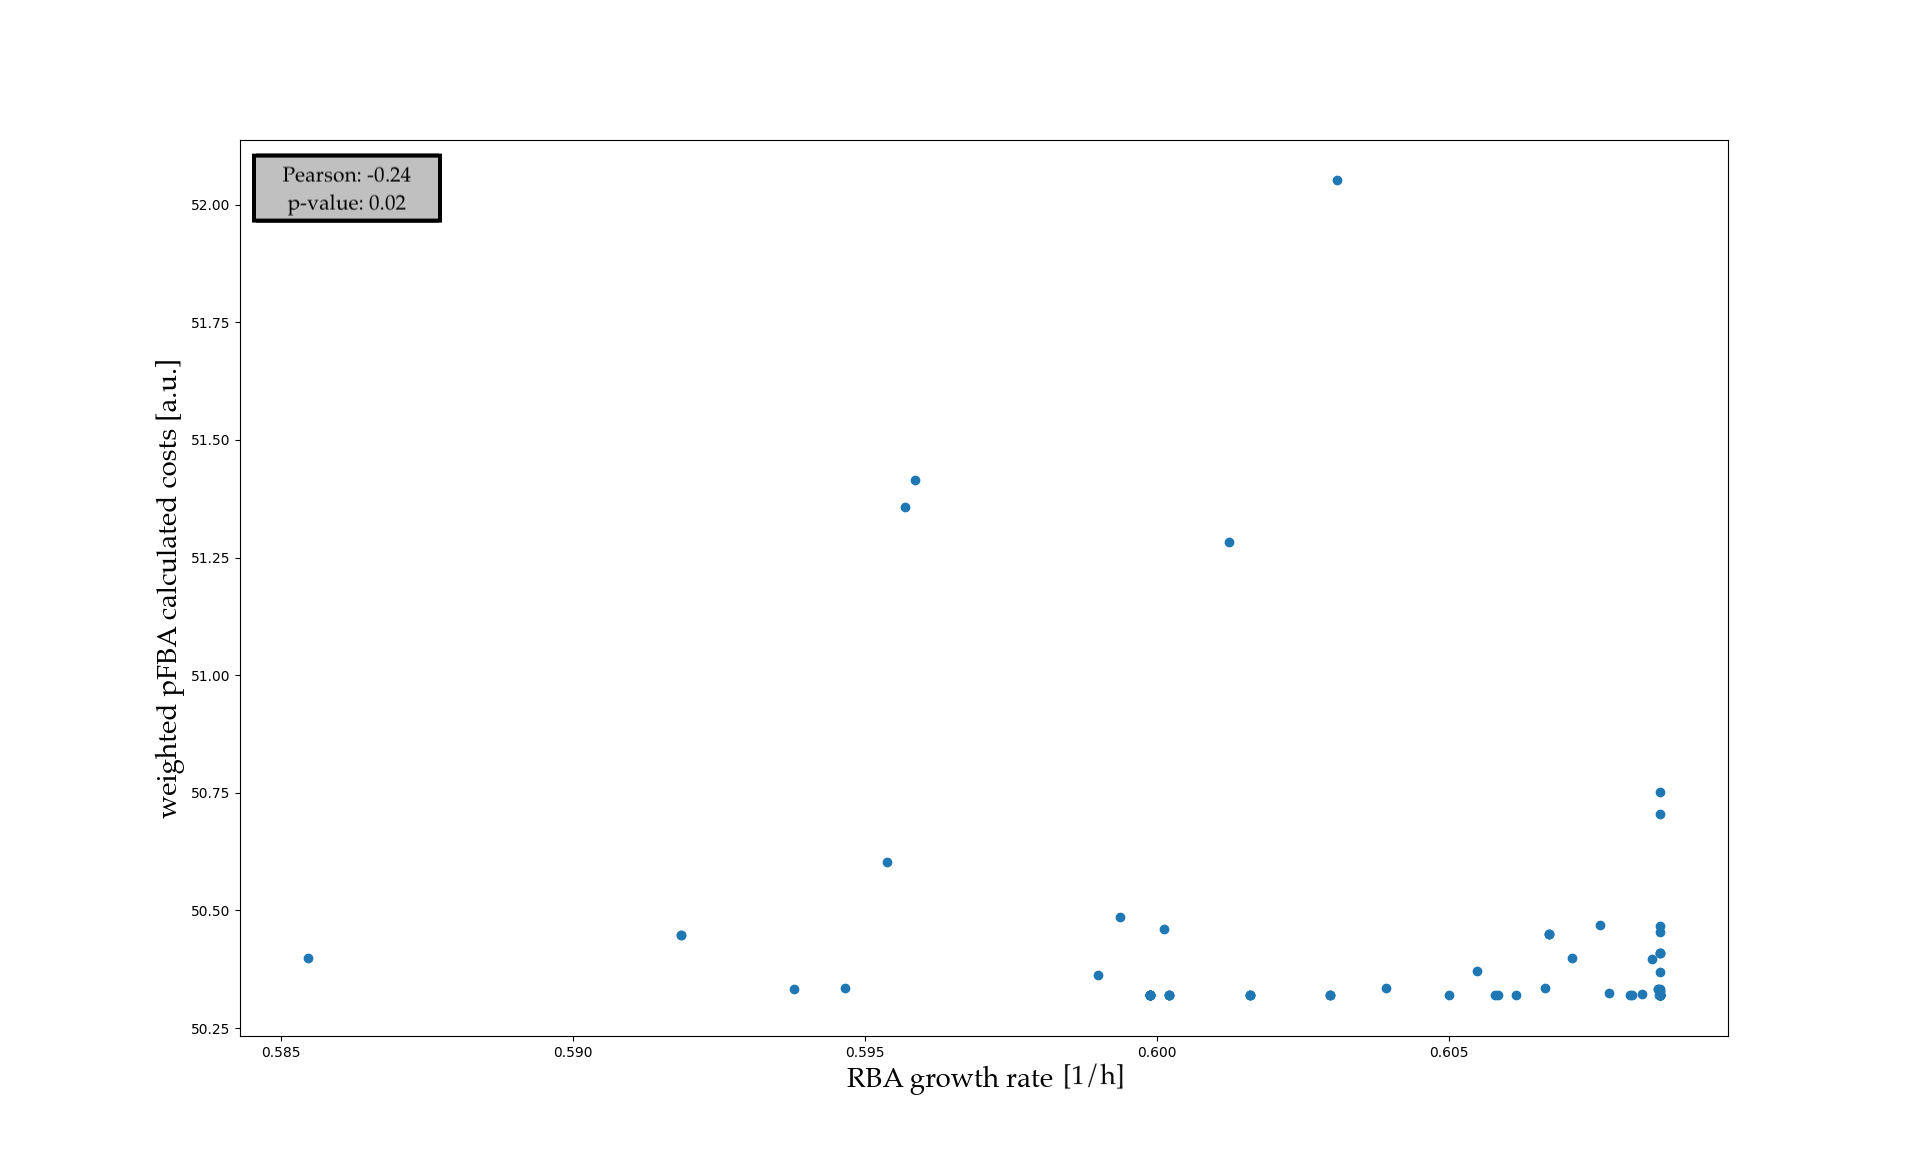 Pearson: -0.24
p-value: 0.02
52.00
51.75
51.50
51.25
51.00
50.75
50.50
50.25
weighted pFBA calculated costs [a.u.]
0.585 0.590 0.595 0.600 0.605
RBA growth rate [1/h]